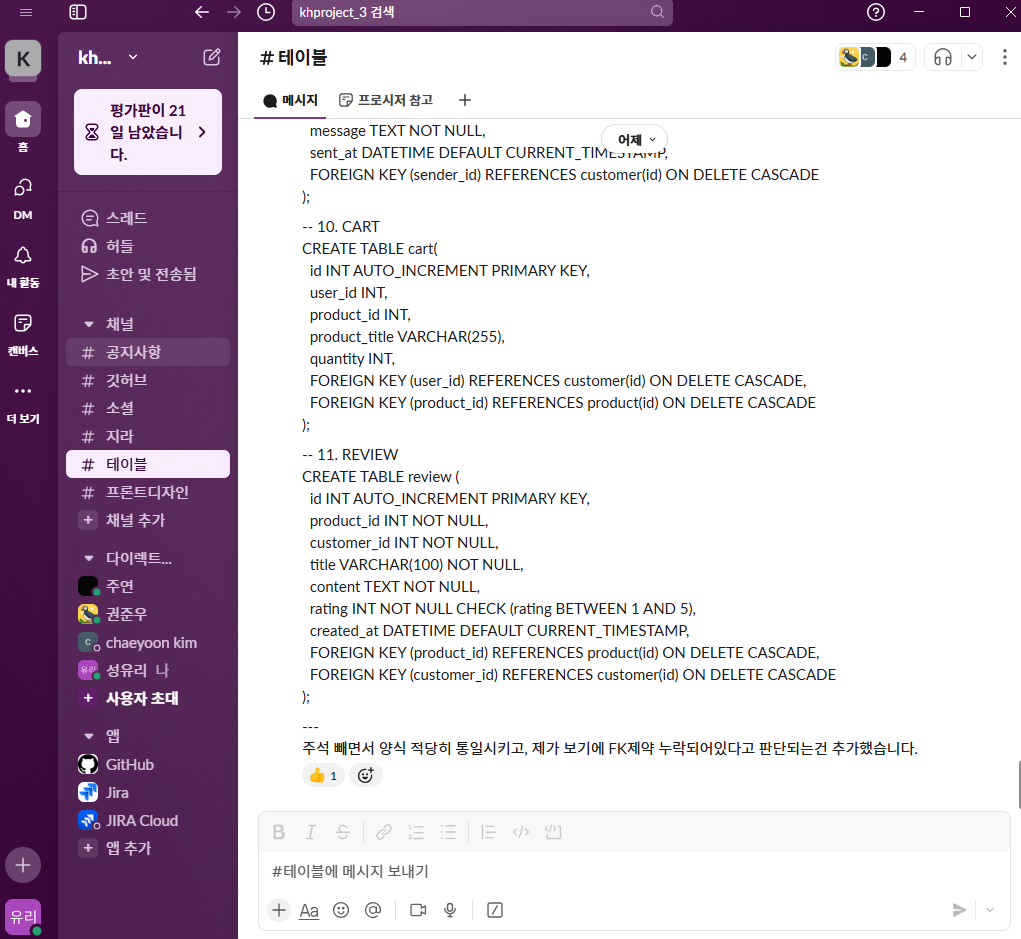 khproject_3 검색
K
홈
DM
내 활동
캔버스
더 보기
유리
kh...
평가판이 21
일 남았습니
다.
스레드
허들
초안 및 전송됨
채널
# 공지사항
# 깃허브
# 소셜
# 지라
# 테이블
# 프론트디자인
+ 채널 추가
다이렉트...
주연
권준우
c chaeyoon kim
유리 성유리 나
+ 사용자 초대
앱
GitHub
Jira
JIRA Cloud
+ 앱 추가
# 테이블
c 4
메시지 프로시저 참고 +
어제
message TEXT NOT NULL,
sent_at DATETIME DEFAULT CURRENT_TIMESTAMP,
FOREIGN KEY (sender_id) REFERENCES customer(id) ON DELETE CASCADE
);
-- 10. CART
CREATE TABLE cart(
id INT AUTO_INCREMENT PRIMARY KEY,
user_id INT,
product_id INT,
product_title VARCHAR(255),
quantity INT,
FOREIGN KEY (user_id) REFERENCES customer(id) ON DELETE CASCADE,
FOREIGN KEY (product_id) REFERENCES product(id) ON DELETE CASCADE
);
-- 11. REVIEW
CREATE TABLE review (
id INT AUTO_INCREMENT PRIMARY KEY,
product_id INT NOT NULL,
customer_id INT NOT NULL,
title VARCHAR(100) NOT NULL,
content TEXT NOT NULL,
rating INT NOT NULL CHECK (rating BETWEEN 1 AND 5),
created_at DATETIME DEFAULT CURRENT_TIMESTAMP,
FOREIGN KEY (product_id) REFERENCES product(id) ON DELETE CASCADE,
FOREIGN KEY (customer_id) REFERENCES customer(id) ON DELETE CASCADE
);
---
주석 빼면서 양식 적당히 통일시키고, 제가 보기에 FK제약 누락되어있다고 판단되는건 추가했습니다.
👍 1
B I S
#테이블에 메시지 보내기
+ Aa @